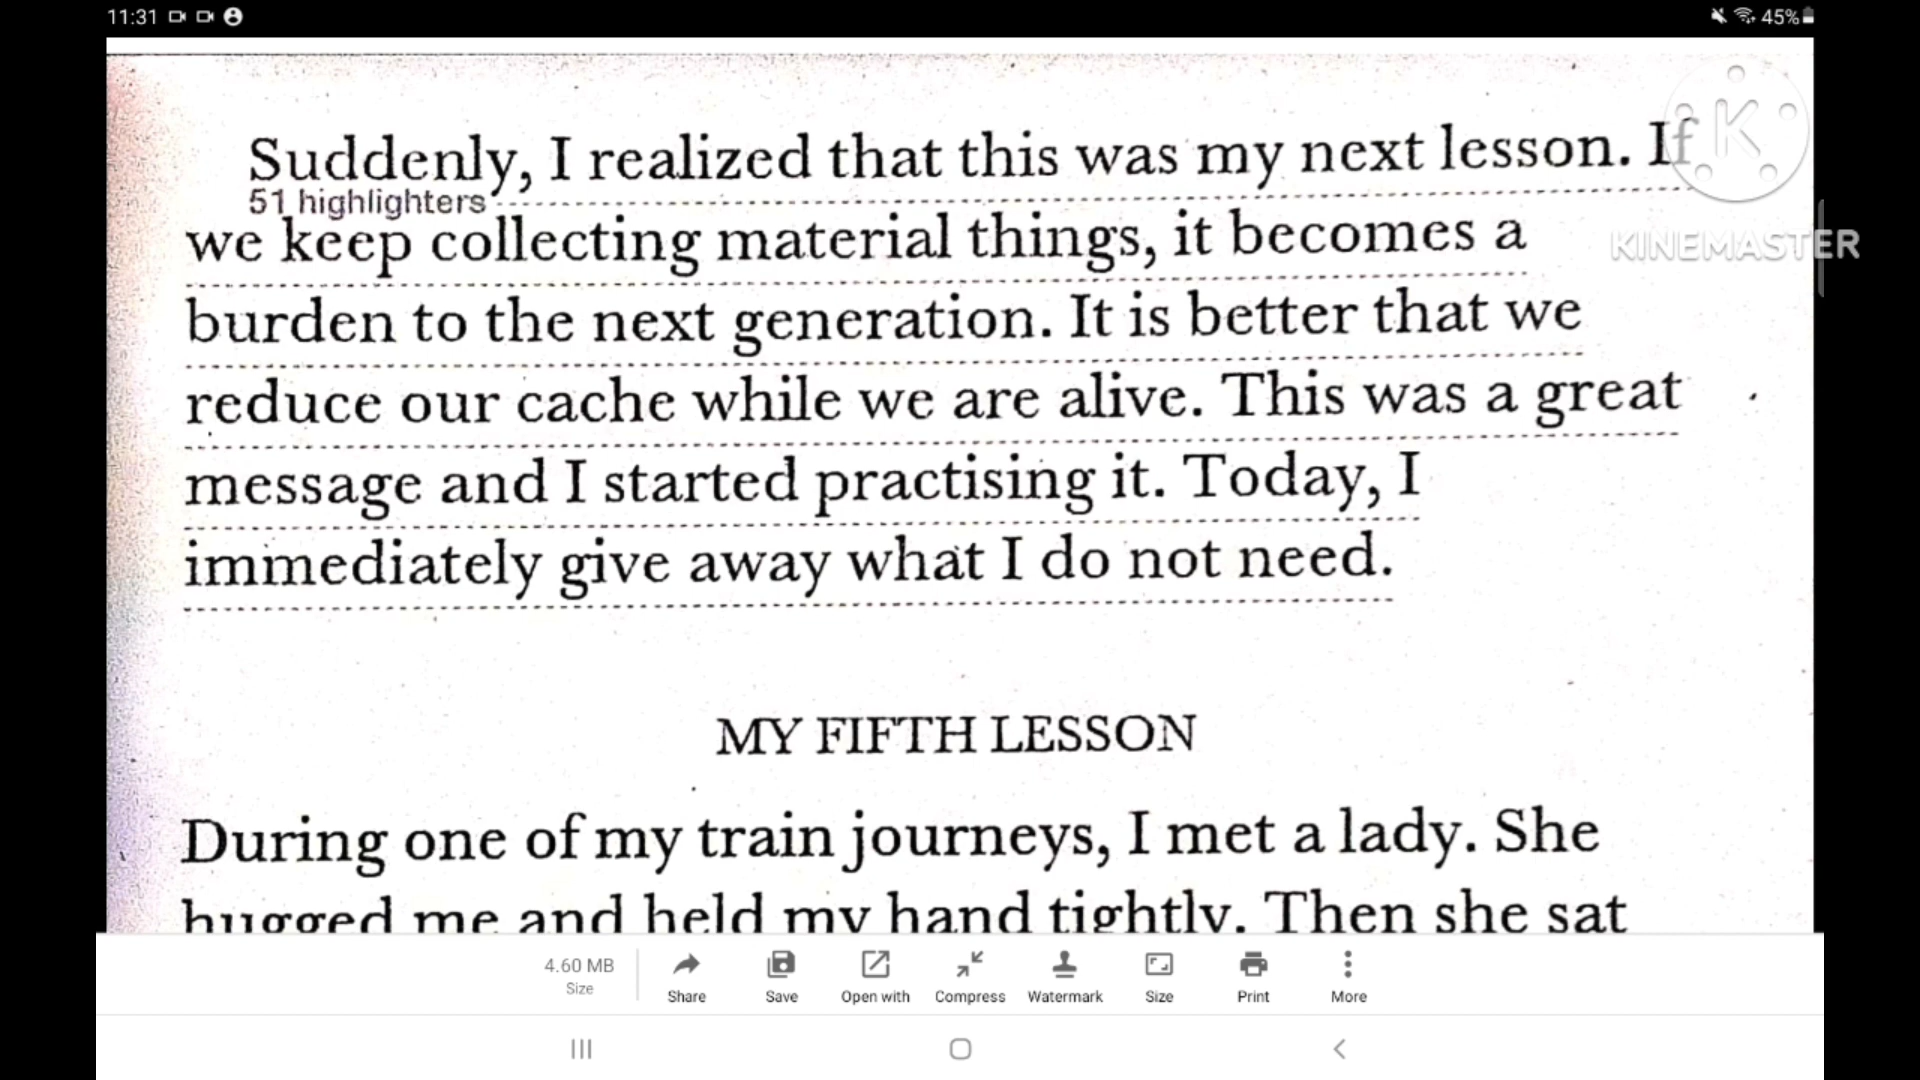 11:31
45%
Suddenly, I realized that this was my next lesson. If
51 highlighters
we keep collecting material things, it becomes a
burden to the next generation. It is better that we
reduce our cache while we are alive. This was a great
message and I started practising it. Today, I
immediately give away what I do not need.
K
KINEMASTER
MY FIFTH LESSON
During one of my train journeys, I met a lady. She
hugged me and held my hand tightly. Then she sat
4.60 MB
Size
Share
Save
Open with
Compress
Watermark
Size
Print
More